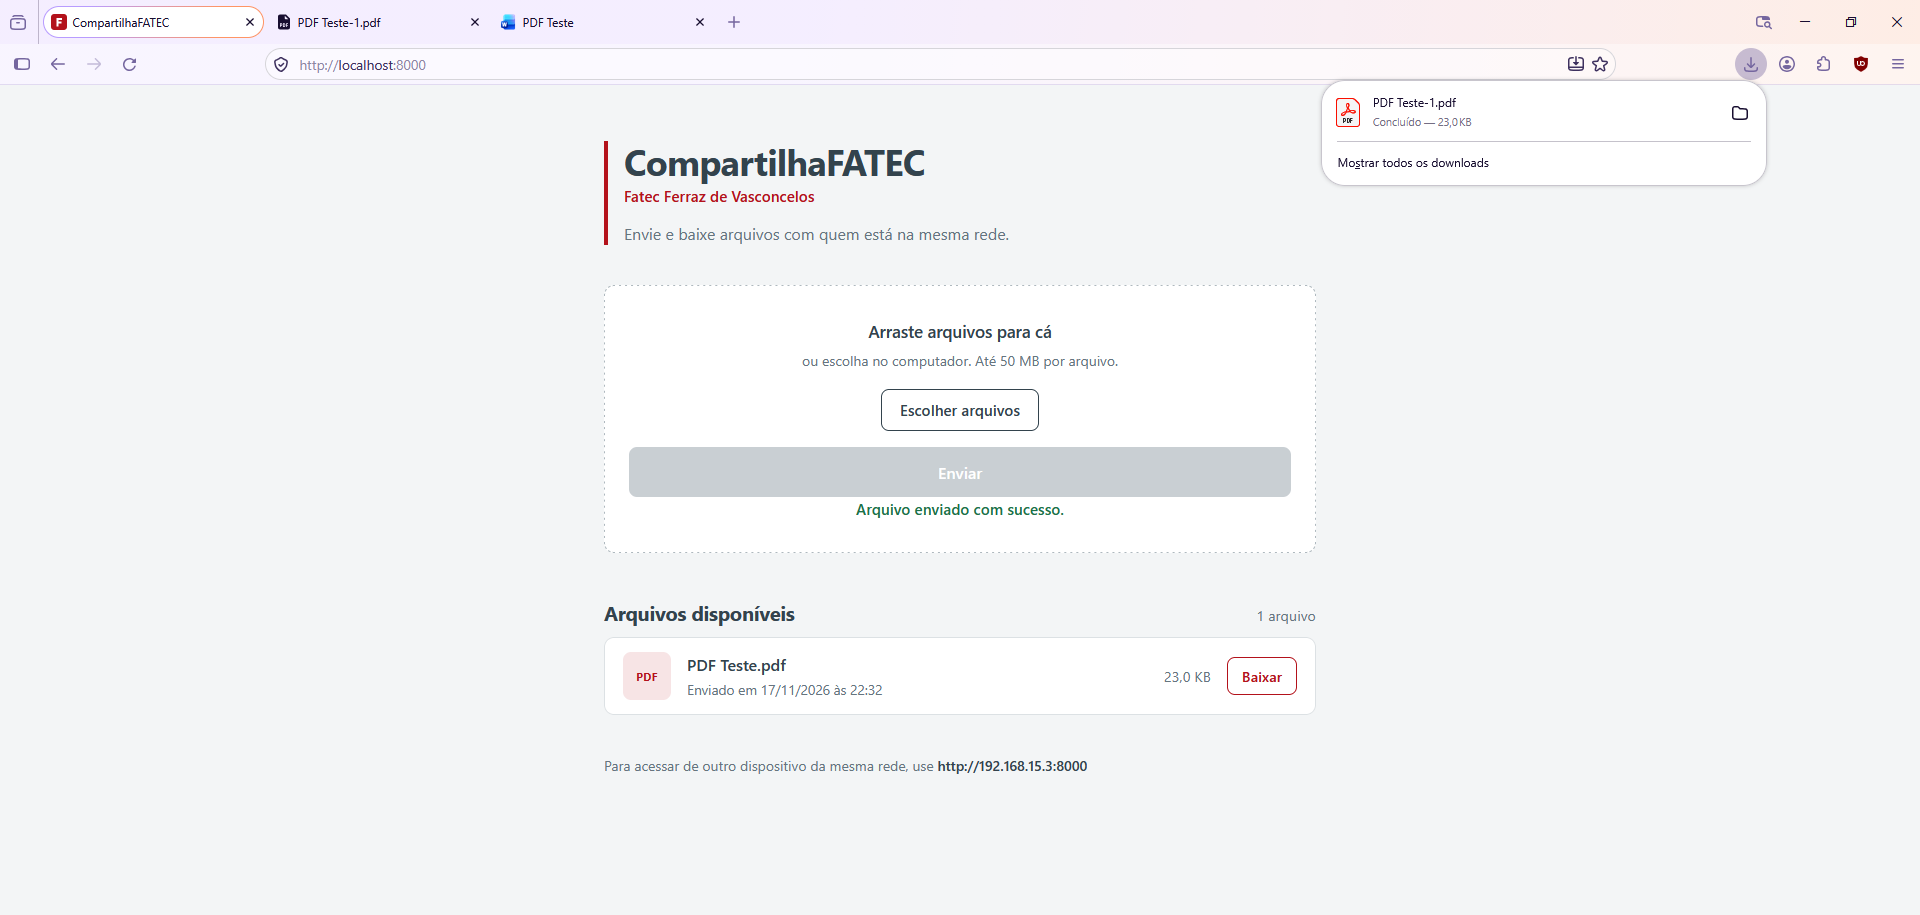 CompartilhaFATEC
PDF Teste-1.pdf
PDF Teste
http://localhost:8000
PDF Teste-1.pdf
Concluído — 23,0 KB
Mostrar todos os downloads
CompartilhaFATEC
Fatec Ferraz de Vasconcelos
Envie e baixe arquivos com quem está na mesma rede.
Arraste arquivos para cá
ou escolha no computador. Até 50 MB por arquivo.
Escolher arquivos
Enviar
Arquivo enviado com sucesso.
Arquivos disponíveis
1 arquivo
PDF
PDF Teste.pdf
Enviado em 17/11/2026 às 22:32
23,0 KB
Baixar
Para acessar de outro dispositivo da mesma rede, use http://192.168.15.3:8000